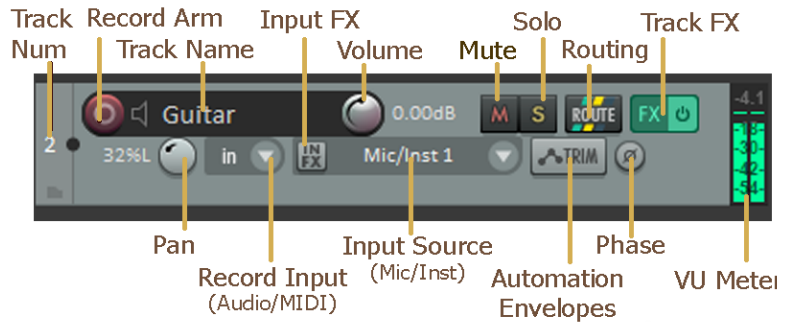 Track Record Arm Input FX Solo Track FX
Num Track Name Volume Mute Routing
Guitar 0.00dB M S ROUTE FX -4.1
-18-
2 32%L in IN FX Mic/Inst 1 TRIM -30-
-42-
-54-
Pan Input Source Phase
Record Input (Mic/Inst) Automation VU Meter
(Audio/MIDI) Envelopes